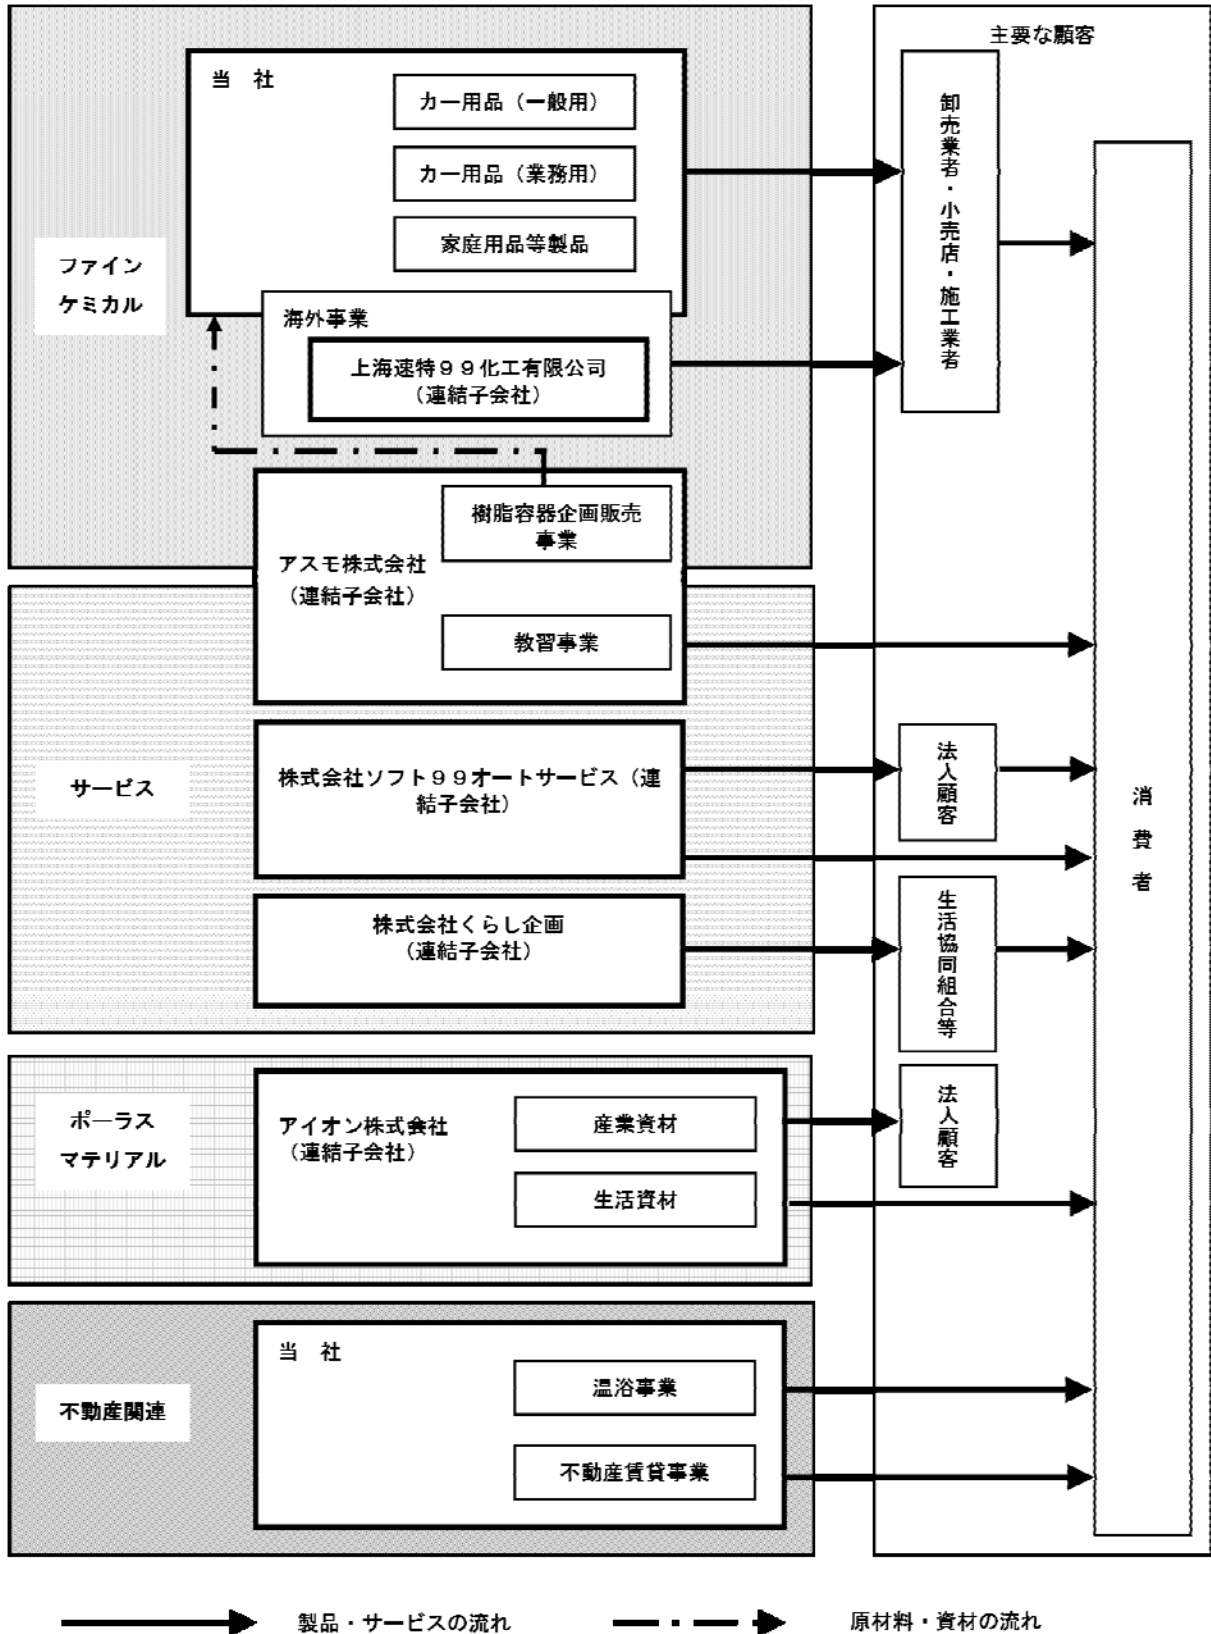 主要な顧客
当　社
カー用品（一般用）
カー用品（業務用）
家庭用品等製品
ファイン
ケミカル
海外事業
上海速特９９化工有限公司
（連結子会社）
卸売業者・小売店・施工業者
樹脂容器企画販売
事業
アスモ株式会社
（連結子会社）
教習事業
サービス
株式会社ソフト９９オートサービス（連
結子会社）
法人顧客
消費者
株式会社くらし企画
（連結子会社）
生活協同組合等
ポーラス
マテリアル
アイオン株式会社
（連結子会社）
産業資材
生活資材
法人顧客
不動産関連
当　社
温浴事業
不動産賃貸事業
製品・サービスの流れ
原材料・資材の流れ